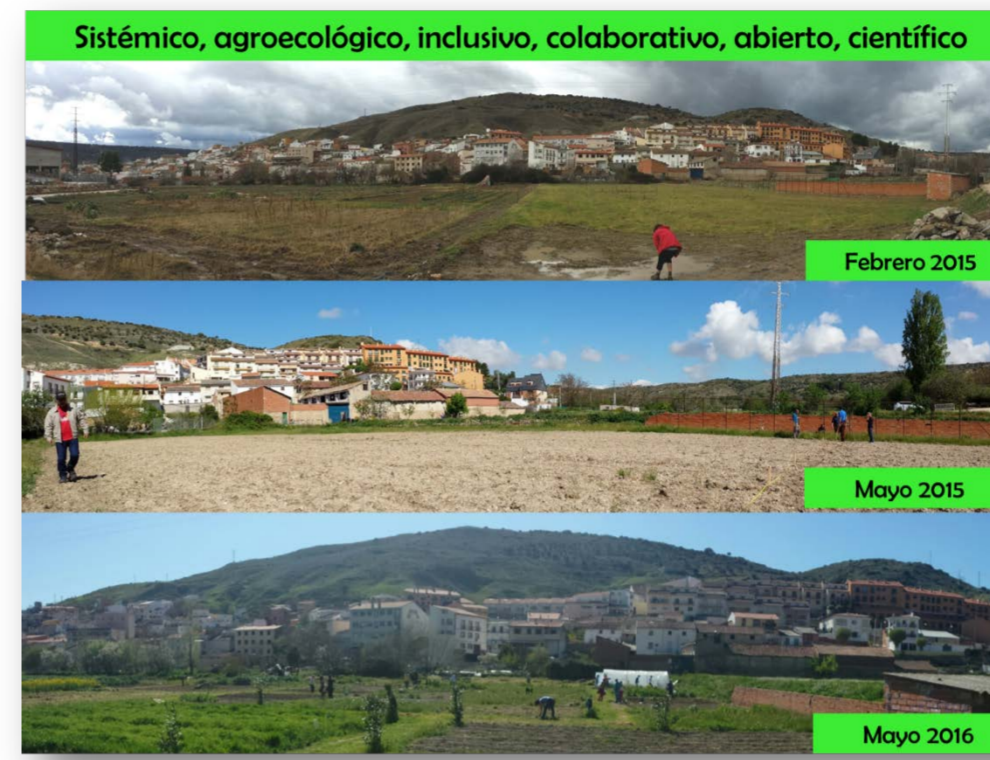 Sistémico, agroecológico, inclusivo, colaborativo, abierto, científico
Febrero 2015
Mayo 2015
Mayo 2016